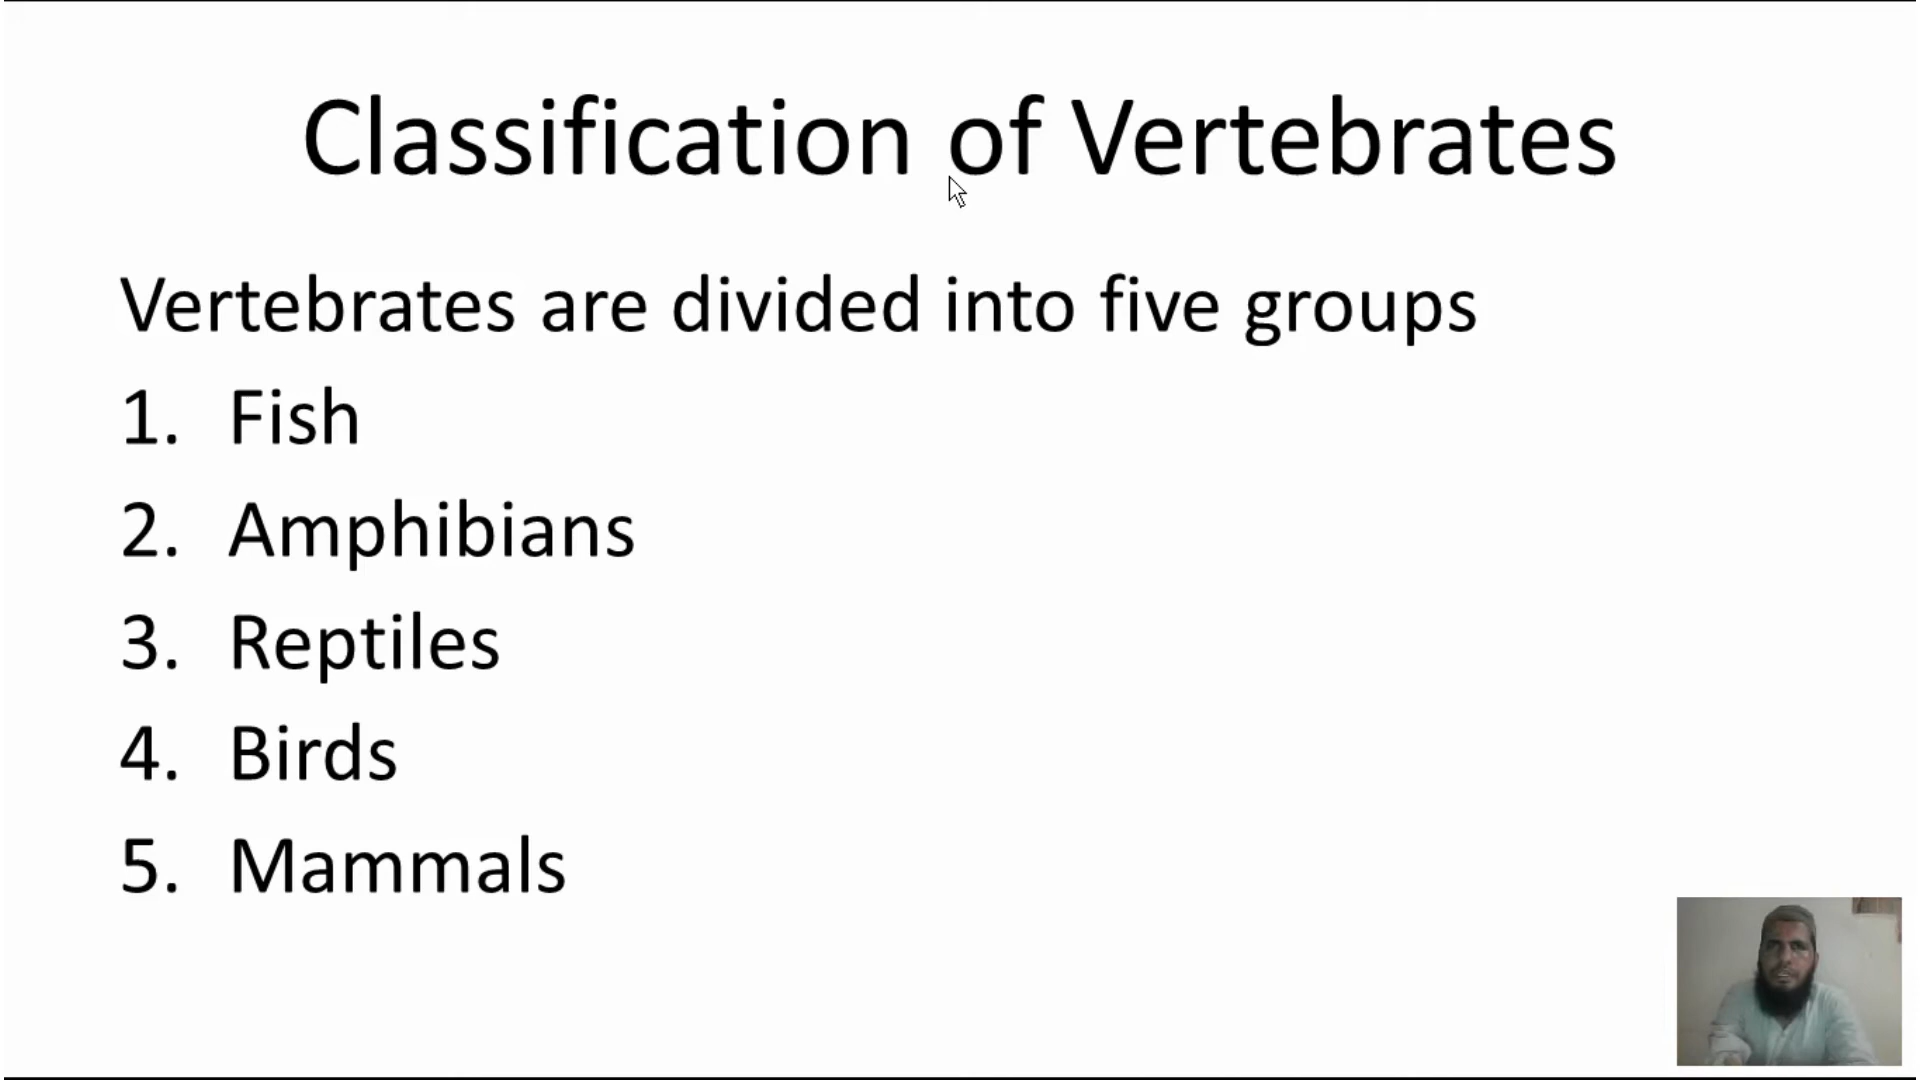 Classification of Vertebrates
Vertebrates are divided into five groups
1. Fish
2. Amphibians
3. Reptiles
4. Birds
5. Mammals